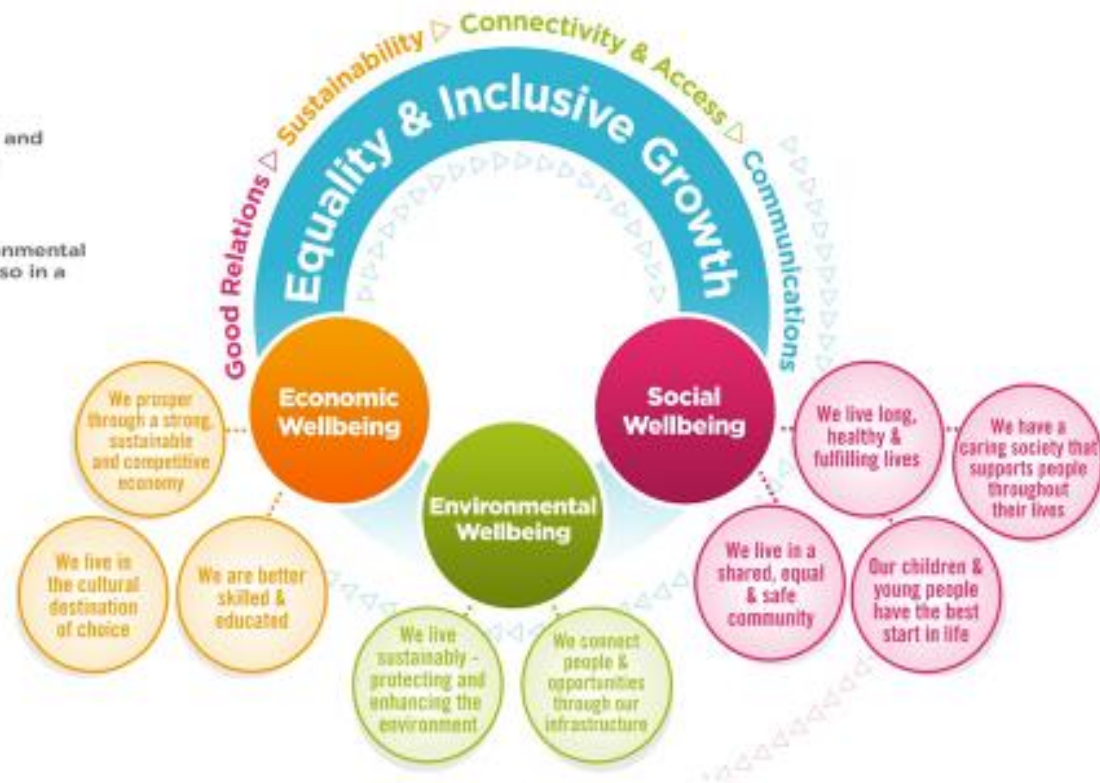 and
nmental
so in a
Good Relations ▷ Sustainability ▷ Connectivity & Access ▷ Communications
Equality & Inclusive Growth
Economic
Wellbeing
We prosper
through a strong,
sustainable
and competitive
economy
We live in
the cultural
destination
of choice
We are better
skilled &
educated
Environmental
Wellbeing
We live
sustainably -
protecting and
enhancing the
environment
We connect
people &
opportunities
through our
infrastructure
Social
Wellbeing
We live long,
healthy &
fulfilling lives
We have a
caring society that
supports people
throughout
their lives
We live in a
shared, equal
& safe
community
Our children &
young people
have the best
start in life